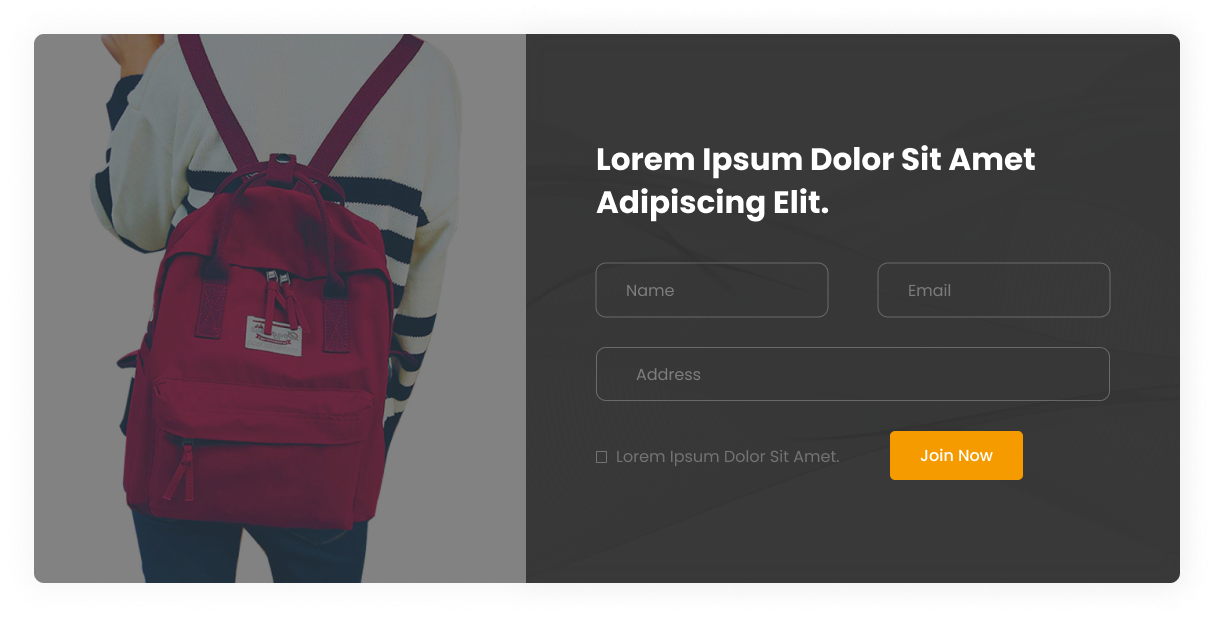 Lorem Ipsum Dolor Sit Amet
Adipiscing Elit.
Name
Email
Address
Lorem Ipsum Dolor Sit Amet.
Join Now